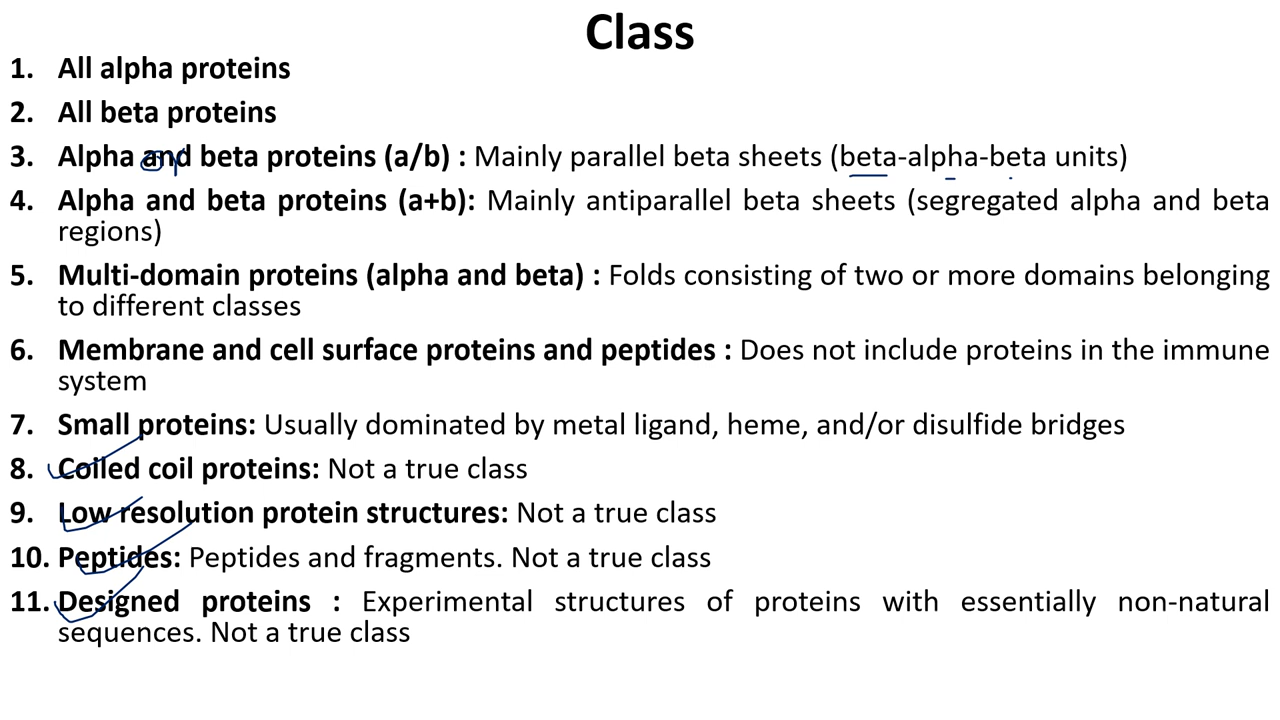 Class
1. All alpha proteins
2. All beta proteins
3. Alpha and beta proteins (a/b) : Mainly parallel beta sheets (beta-alpha-beta units)
or
4. Alpha and beta proteins (a+b): Mainly antiparallel beta sheets (segregated alpha and beta
regions)
5. Multi-domain proteins (alpha and beta) : Folds consisting of two or more domains belonging
to different classes
6. Membrane and cell surface proteins and peptides : Does not include proteins in the immune
system
7. Small proteins: Usually dominated by metal ligand, heme, and/or disulfide bridges
8. Coiled coil proteins: Not a true class
9. Low resolution protein structures: Not a true class
10. Peptides: Peptides and fragments. Not a true class
11. Designed proteins : Experimental structures of proteins with essentially non-natural
sequences. Not a true class